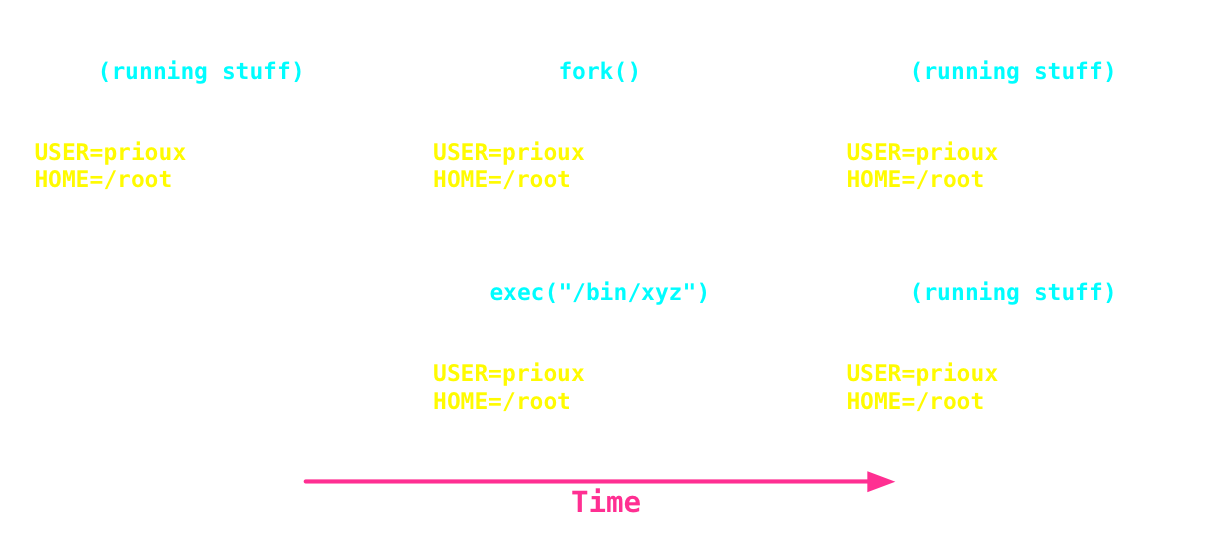 (running stuff) fork() (running stuff)
USER=prioux USER=prioux USER=prioux
HOME=/root HOME=/root HOME=/root
exec("/bin/xyz") (running stuff)
USER=prioux USER=prioux
HOME=/root HOME=/root
Time